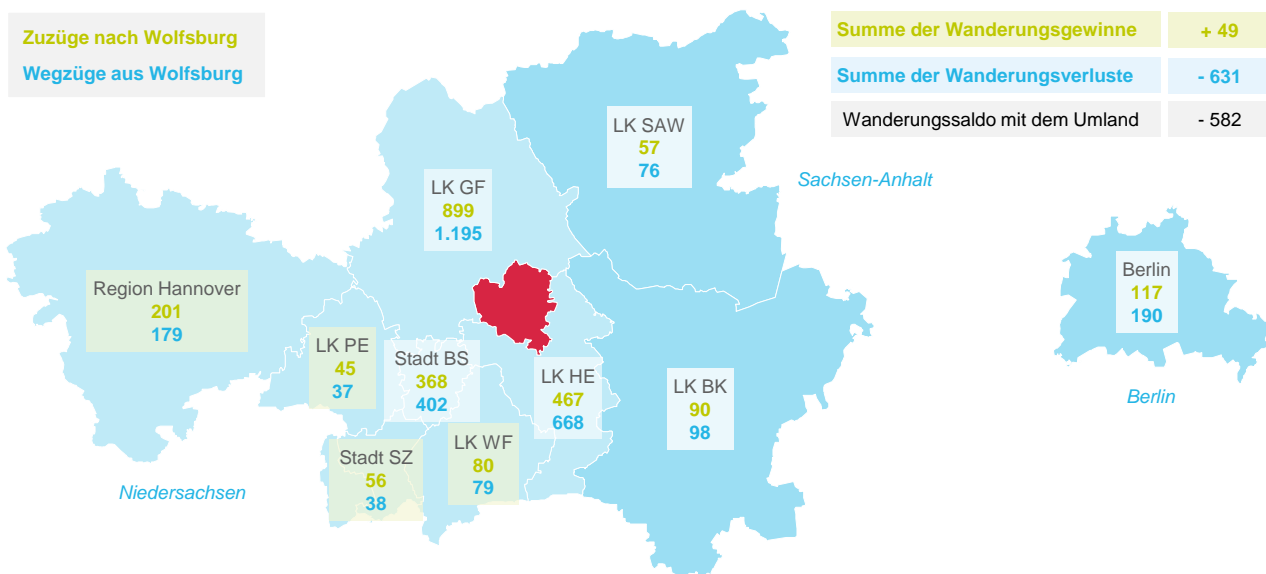 Zuzüge nach Wolfsburg
Wegzüge aus Wolfsburg
Summe der Wanderungsgewinne + 49
Summe der Wanderungsverluste - 631
Wanderungssaldo mit dem Umland - 582
LK SAW
57
76
Sachsen-Anhalt
LK GF
899
1.195
Region Hannover
201
179
Berlin
117
190
Berlin
LK PE
45
37
Stadt BS
368
402
LK HE
467
668
LK BK
90
98
Stadt SZ
56
38
LK WF
80
79
Niedersachsen